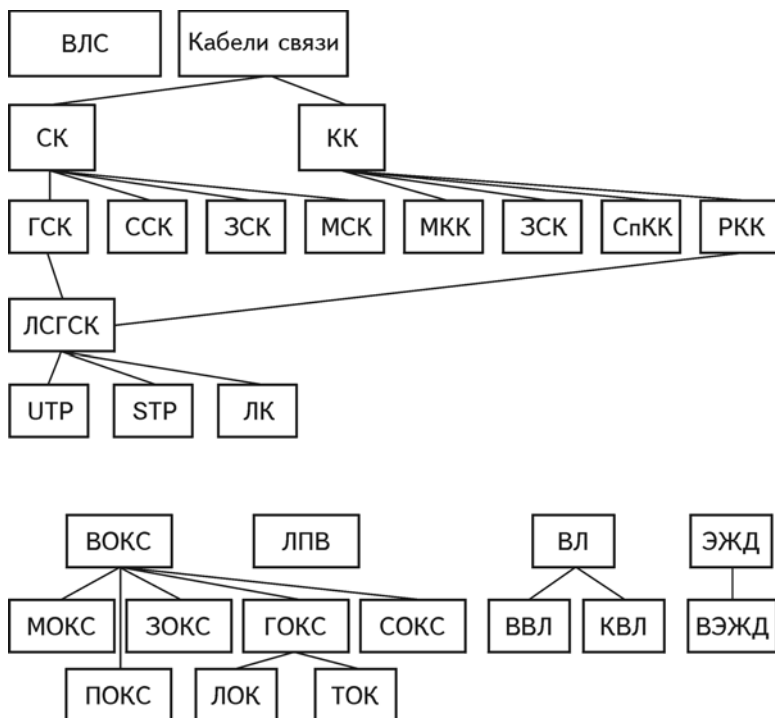 ВЛС
Кабели связи
СК
КК
ГСК
ССК
ЗСК
МСК
МКК
ЗСК
СпКК
РКК
ЛСГСК
UTP
STP
ЛК
ВОКС
ЛПВ
ВЛ
ЭЖД
МОКС
ЗОКС
ГОКС
СОКС
ВВЛ
КВЛ
ВЭЖД
ПОКС
ЛОК
ТОК